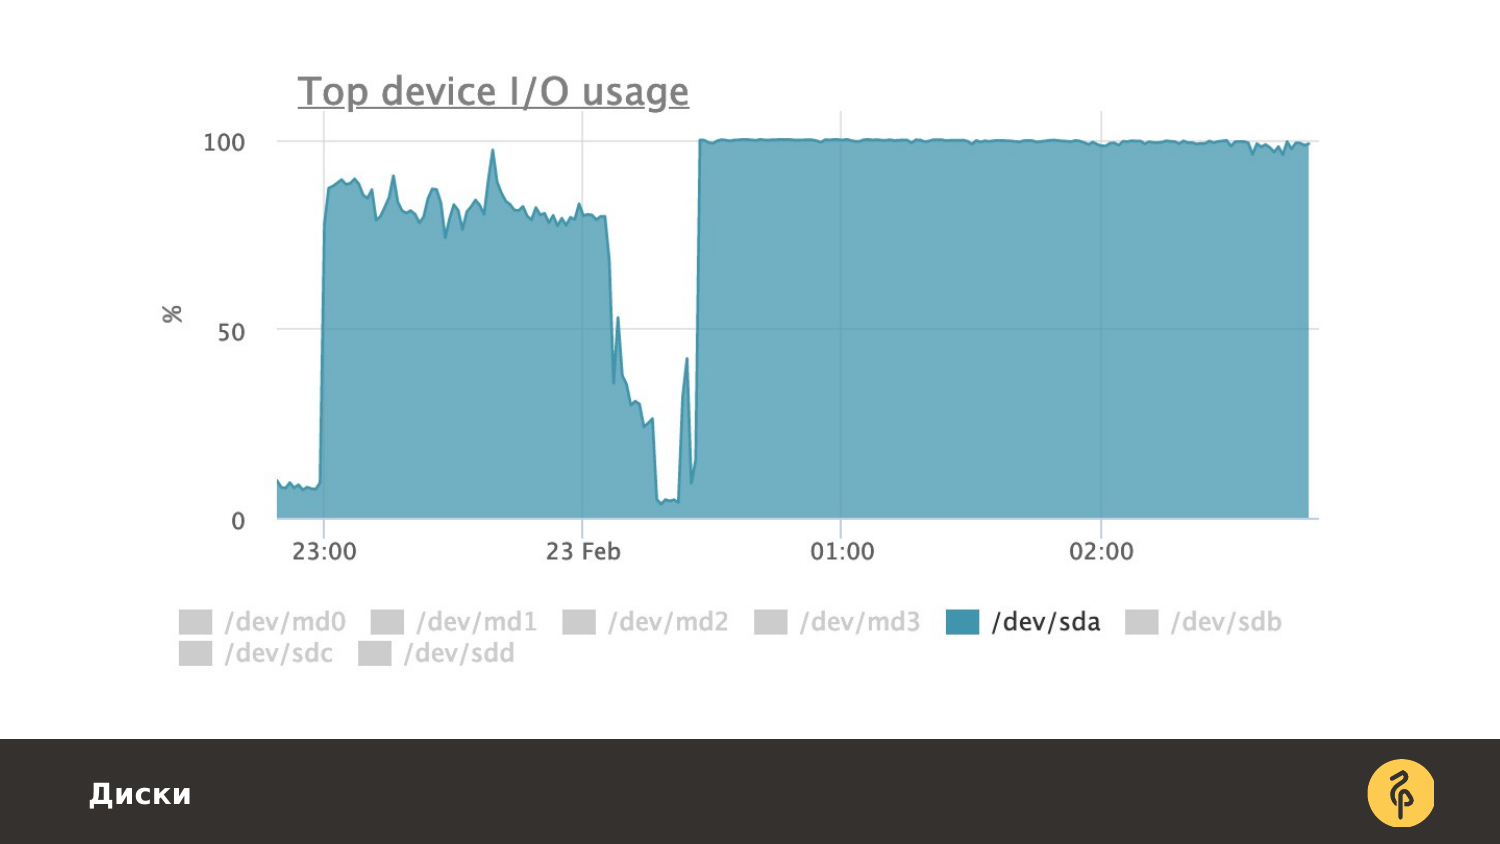 Top device I/O usage
100
%
50
0
23:00 23 Feb 01:00 02:00
/dev/md0 /dev/md1 /dev/md2 /dev/md3 /dev/sda /dev/sdb
/dev/sdc /dev/sdd
Диски